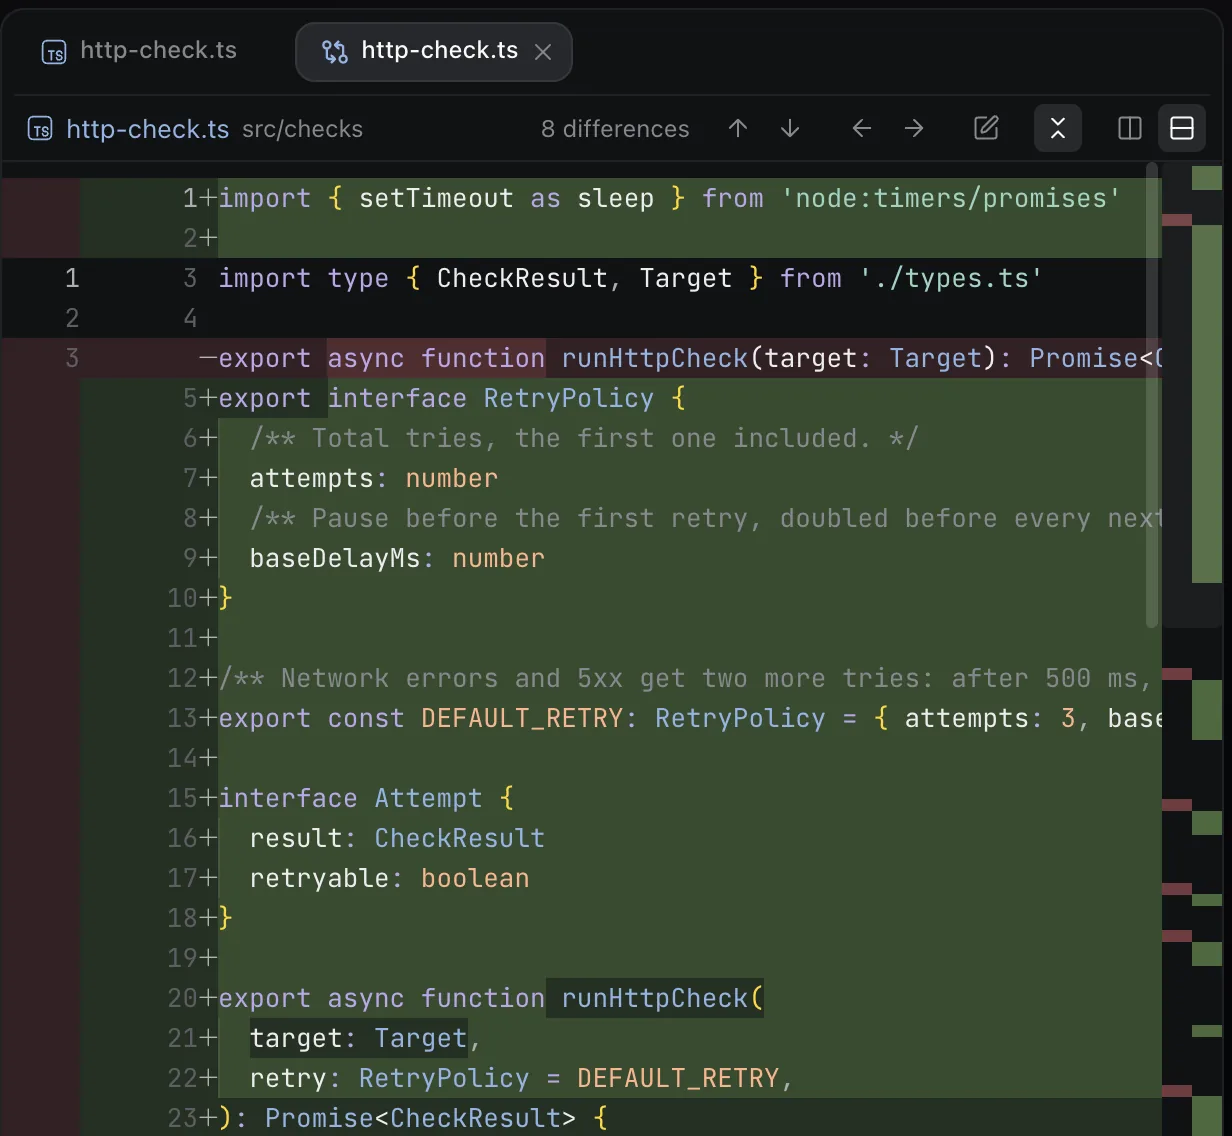 TS http-check.ts
http-check.ts
TS http-check.ts src/checks 8 differences
1+import { setTimeout as sleep } from 'node:timers/promises'
2+
1 3 import type { CheckResult, Target } from './types.ts'
2 4
3 −export async function runHttpCheck(target: Target): Promise<
5+export interface RetryPolicy {
6+ /** Total tries, the first one included. */
7+ attempts: number
8+ /** Pause before the first retry, doubled before every next
9+ baseDelayMs: number
10+}
11+
12+/** Network errors and 5xx get two more tries: after 500 ms,
13+export const DEFAULT_RETRY: RetryPolicy = { attempts: 3, base
14+
15+interface Attempt {
16+ result: CheckResult
17+ retryable: boolean
18+}
19+
20+export async function runHttpCheck(
21+ target: Target,
22+ retry: RetryPolicy = DEFAULT_RETRY,
23+): Promise<CheckResult> {